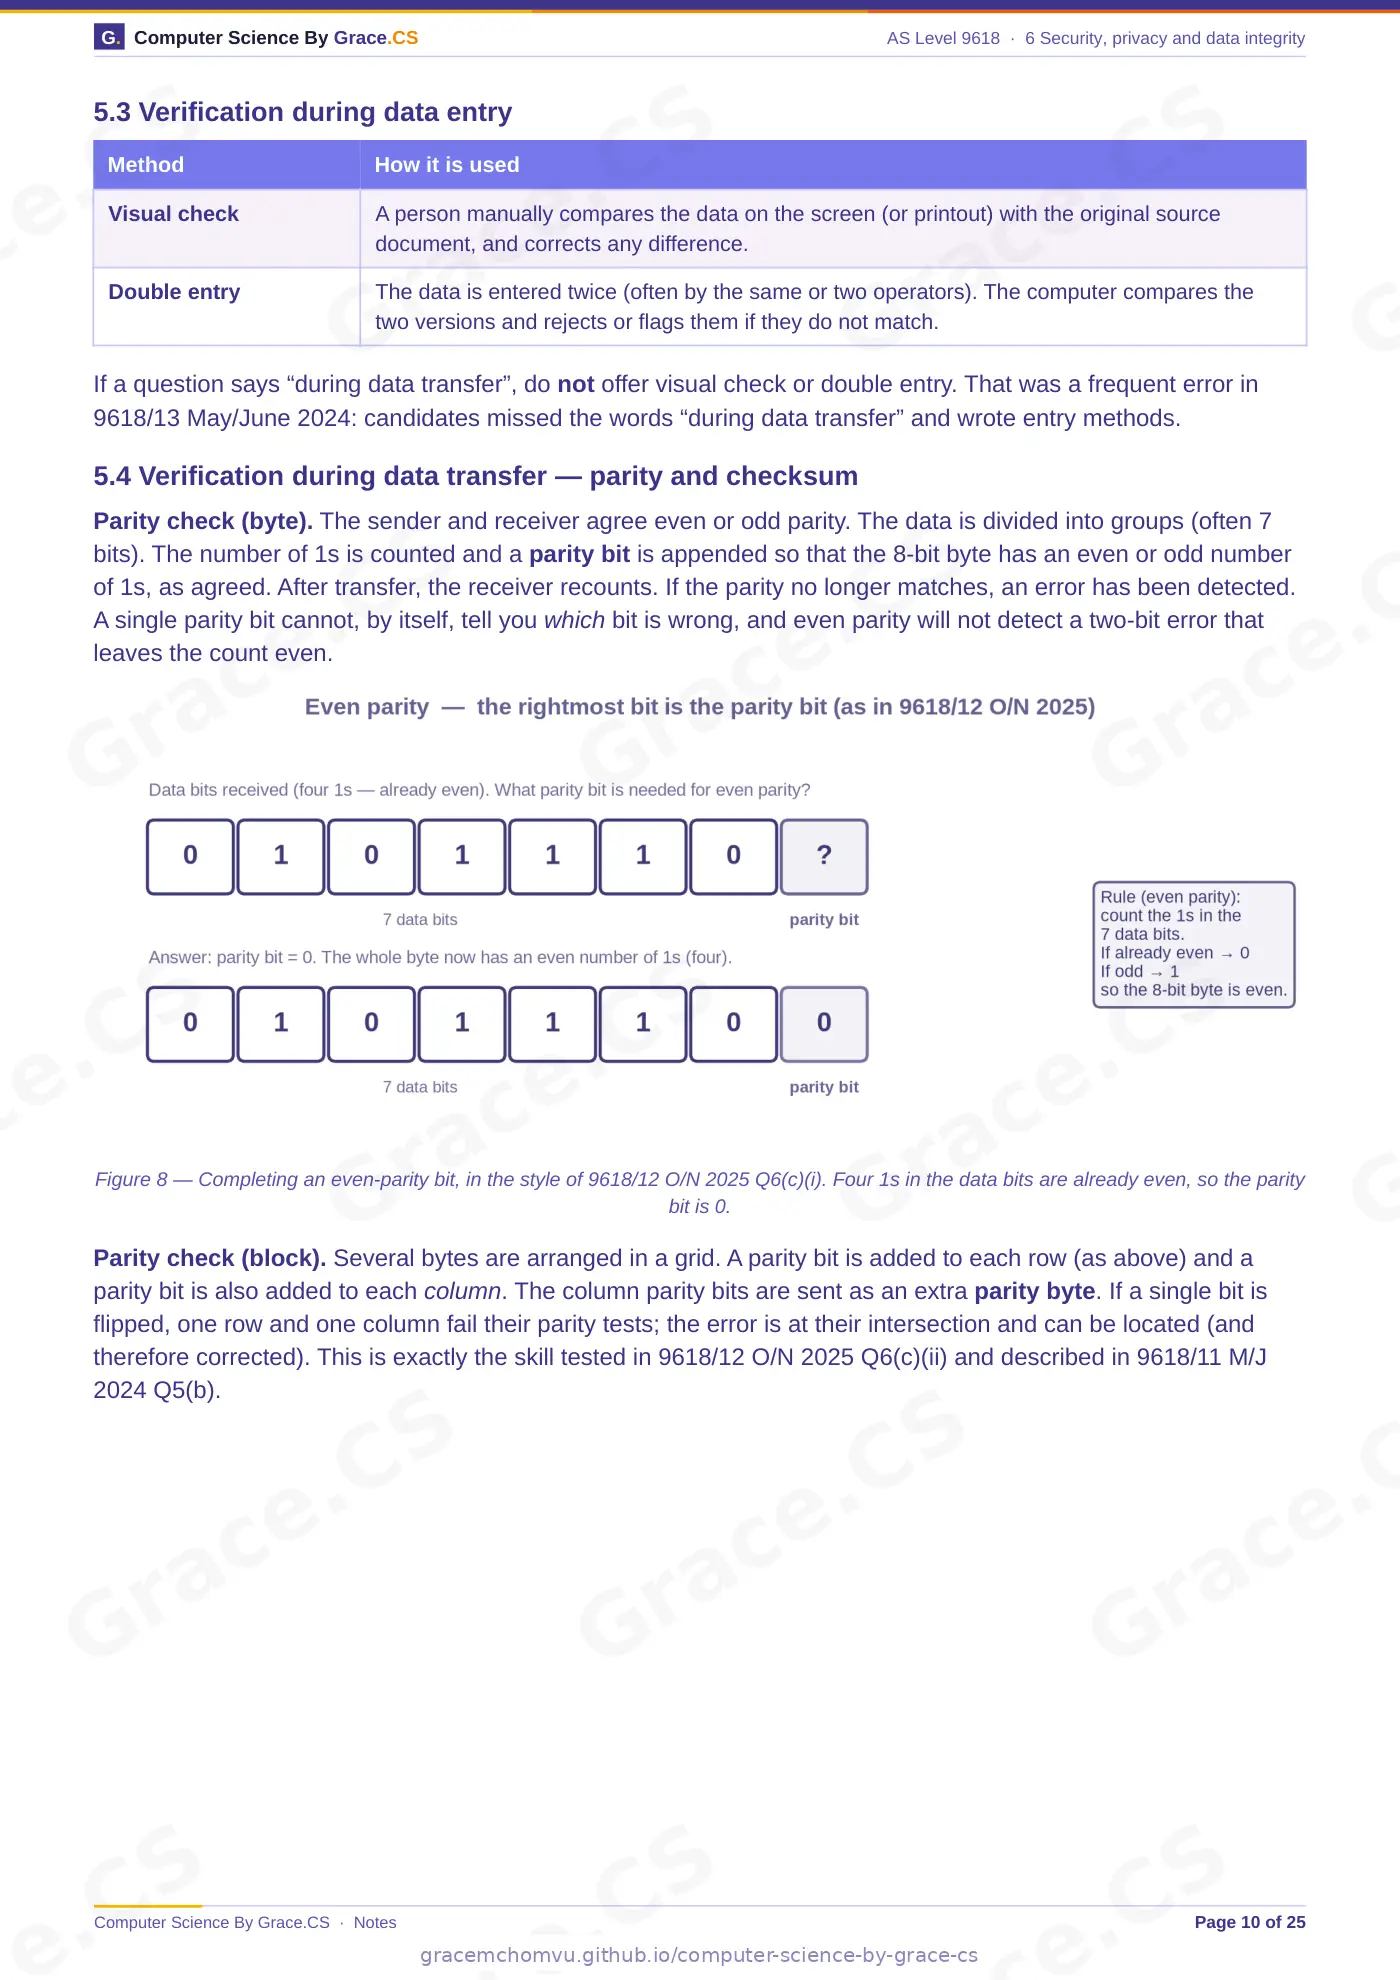 G. Computer Science By Grace.CS
AS Level 9618 · 6 Security, privacy and data integrity
5.3 Verification during data entry
Method How it is used
Visual check A person manually compares the data on the screen (or printout) with the original source
document, and corrects any difference.
Double entry The data is entered twice (often by the same or two operators). The computer compares the
two versions and rejects or flags them if they do not match.
If a question says “during data transfer”, do not offer visual check or double entry. That was a frequent error in
9618/13 May/June 2024: candidates missed the words “during data transfer” and wrote entry methods.
5.4 Verification during data transfer — parity and checksum
Parity check (byte). The sender and receiver agree even or odd parity. The data is divided into groups (often 7
bits). The number of 1s is counted and a parity bit is appended so that the 8-bit byte has an even or odd number
of 1s, as agreed. After transfer, the receiver recounts. If the parity no longer matches, an error has been detected.
A single parity bit cannot, by itself, tell you which bit is wrong, and even parity will not detect a two-bit error that
leaves the count even.
Even parity — the rightmost bit is the parity bit (as in 9618/12 O/N 2025)
Data bits received (four 1s — already even). What parity bit is needed for even parity?
0 1 0 1 1 1 0 ?
7 data bits parity bit
Answer: parity bit = 0. The whole byte now has an even number of 1s (four).
0 1 0 1 1 1 0 0
7 data bits parity bit
Rule (even parity):
count the 1s in the
7 data bits.
If already even → 0
If odd → 1
so the 8-bit byte is even.
Figure 8 — Completing an even-parity bit, in the style of 9618/12 O/N 2025 Q6(c)(i). Four 1s in the data bits are already even, so the parity
bit is 0.
Parity check (block). Several bytes are arranged in a grid. A parity bit is added to each row (as above) and a
parity bit is also added to each column. The column parity bits are sent as an extra parity byte. If a single bit is
flipped, one row and one column fail their parity tests; the error is at their intersection and can be located (and
therefore corrected). This is exactly the skill tested in 9618/12 O/N 2025 Q6(c)(ii) and described in 9618/11 M/J
2024 Q5(b).
Computer Science By Grace.CS · Notes
Page 10 of 25
gracemchomvu.github.io/computer-science-by-grace-cs